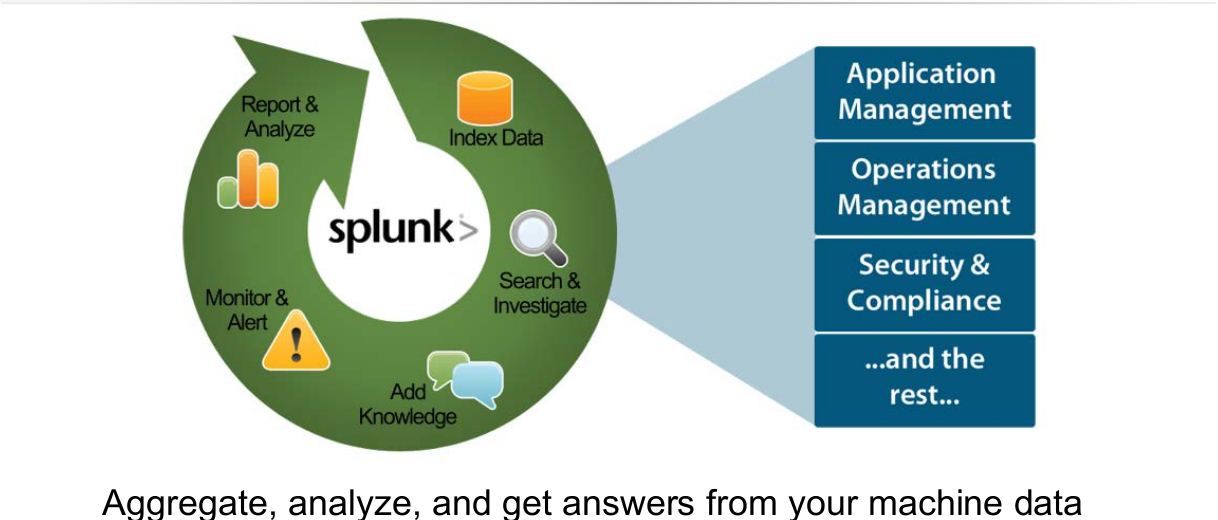 Index Data
Search &
Investigate
Add
Knowledge
Monitor &
Alert
Report &
Analyze
splunk>
Application
Management
Operations
Management
Security &
Compliance
...and the
rest...
Aggregate, analyze, and get answers from your machine data